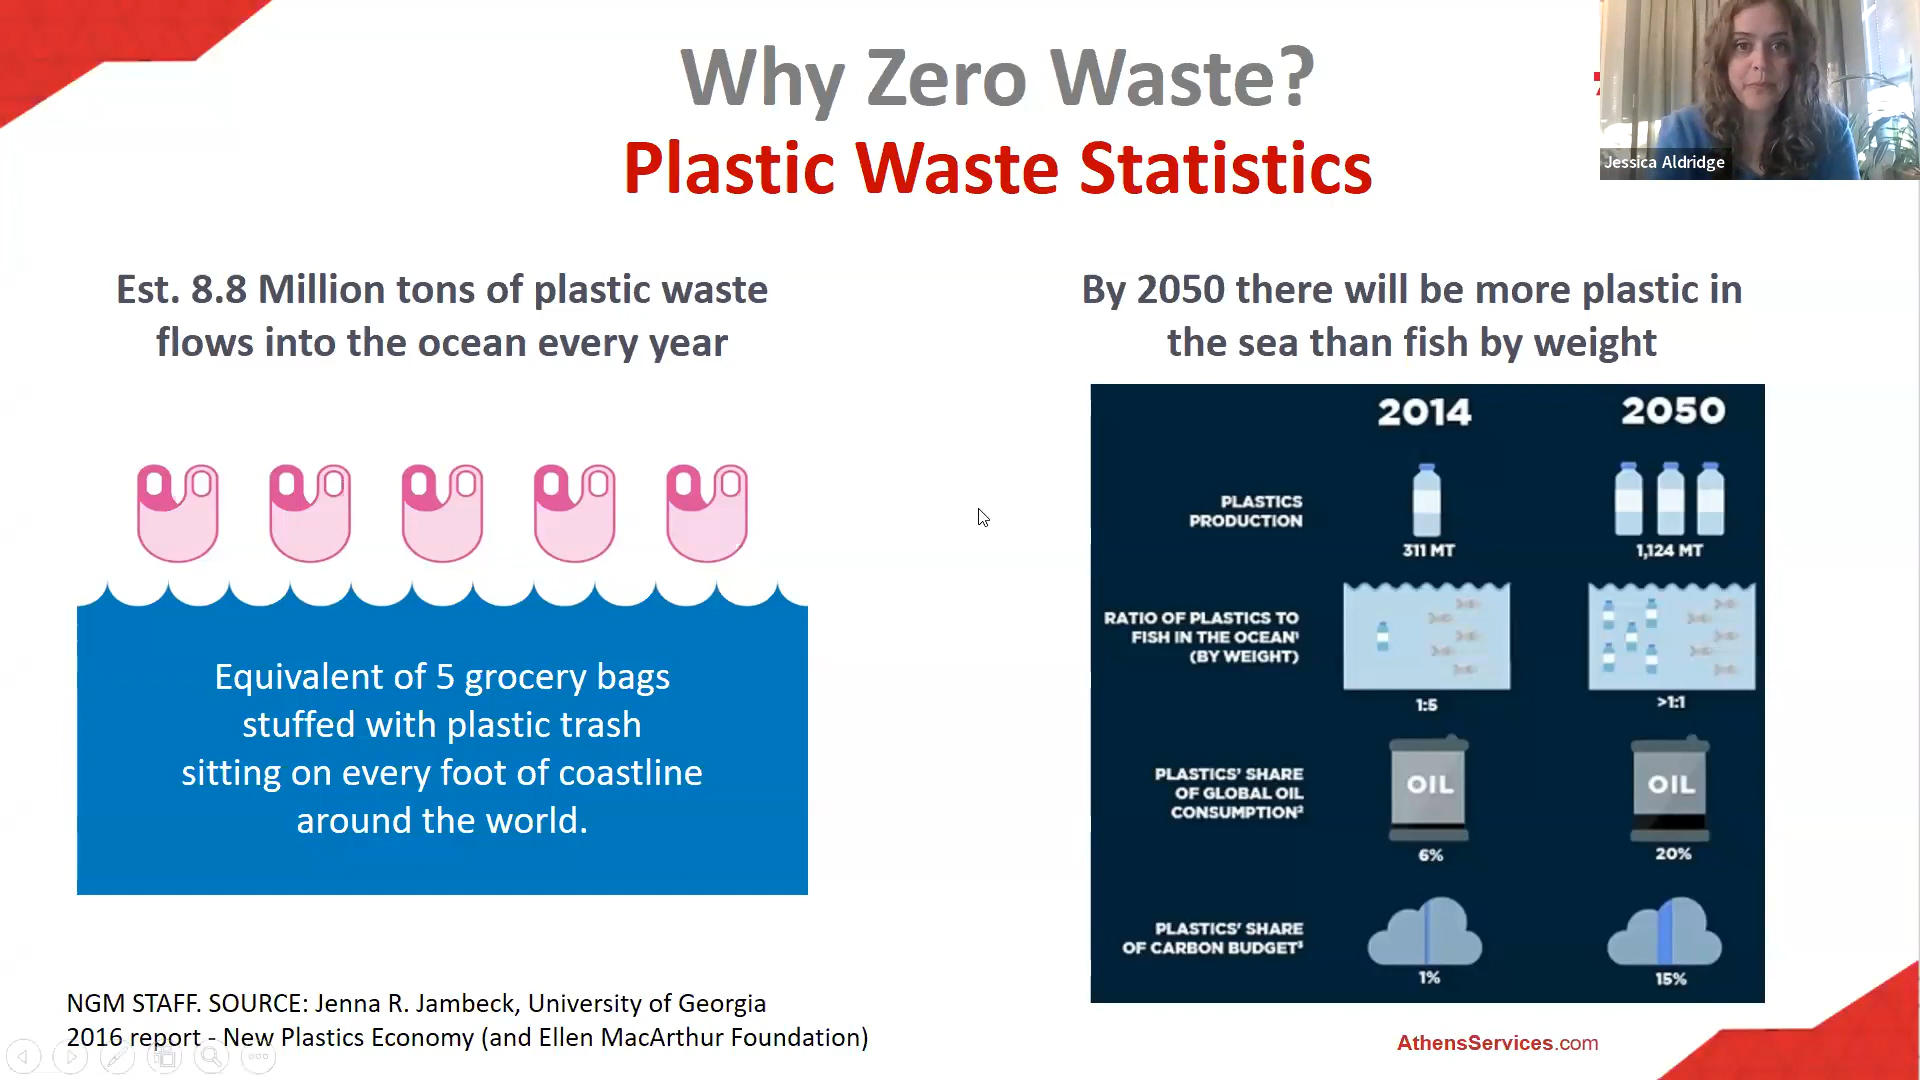 Why Zero Waste?
Plastic Waste Statistics
Jessica Aldridge
Est. 8.8 Million tons of plastic waste
flows into the ocean every year
Equivalent of 5 grocery bags
stuffed with plastic trash
sitting on every foot of coastline
around the world.
By 2050 there will be more plastic in
the sea than fish by weight
2014 2050
PLASTICS
PRODUCTION
311 MT 1,124 MT
RATIO OF PLASTICS TO
FISH IN THE OCEAN¹
(BY WEIGHT)
1:5 >1:1
PLASTICS' SHARE
OF GLOBAL OIL
CONSUMPTION²
OIL OIL
6% 20%
PLASTICS' SHARE
OF CARBON BUDGET³
1% 15%
NGM STAFF. SOURCE: Jenna R. Jambeck, University of Georgia
2016 report - New Plastics Economy (and Ellen MacArthur Foundation)
AthensServices.com